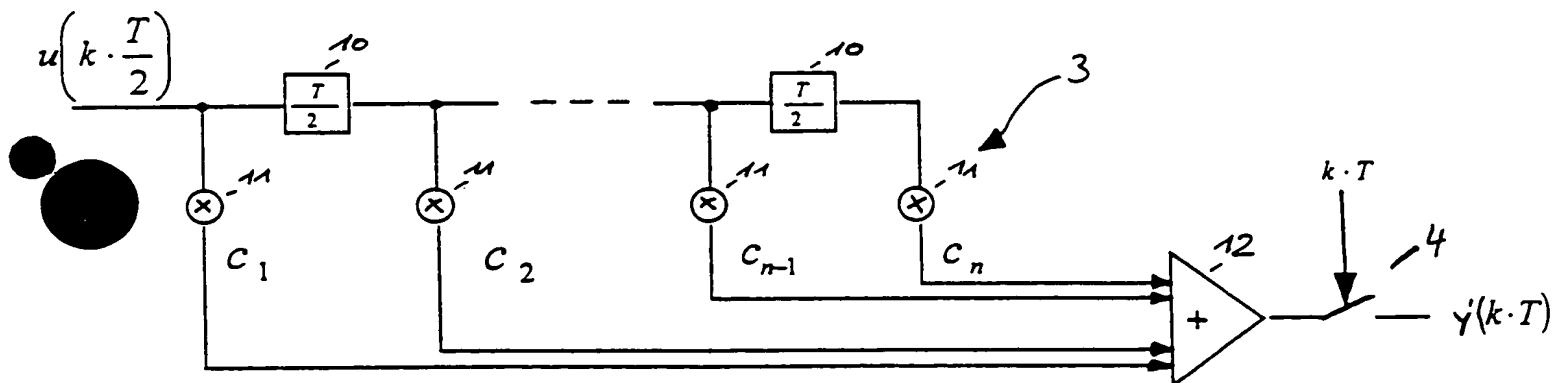 u(k · T/2)
10
T/2
10
T/2
3
11
11
11
11
k · T
C 1
C 2
C n-1
C n
12
4
+
y'(k · T)